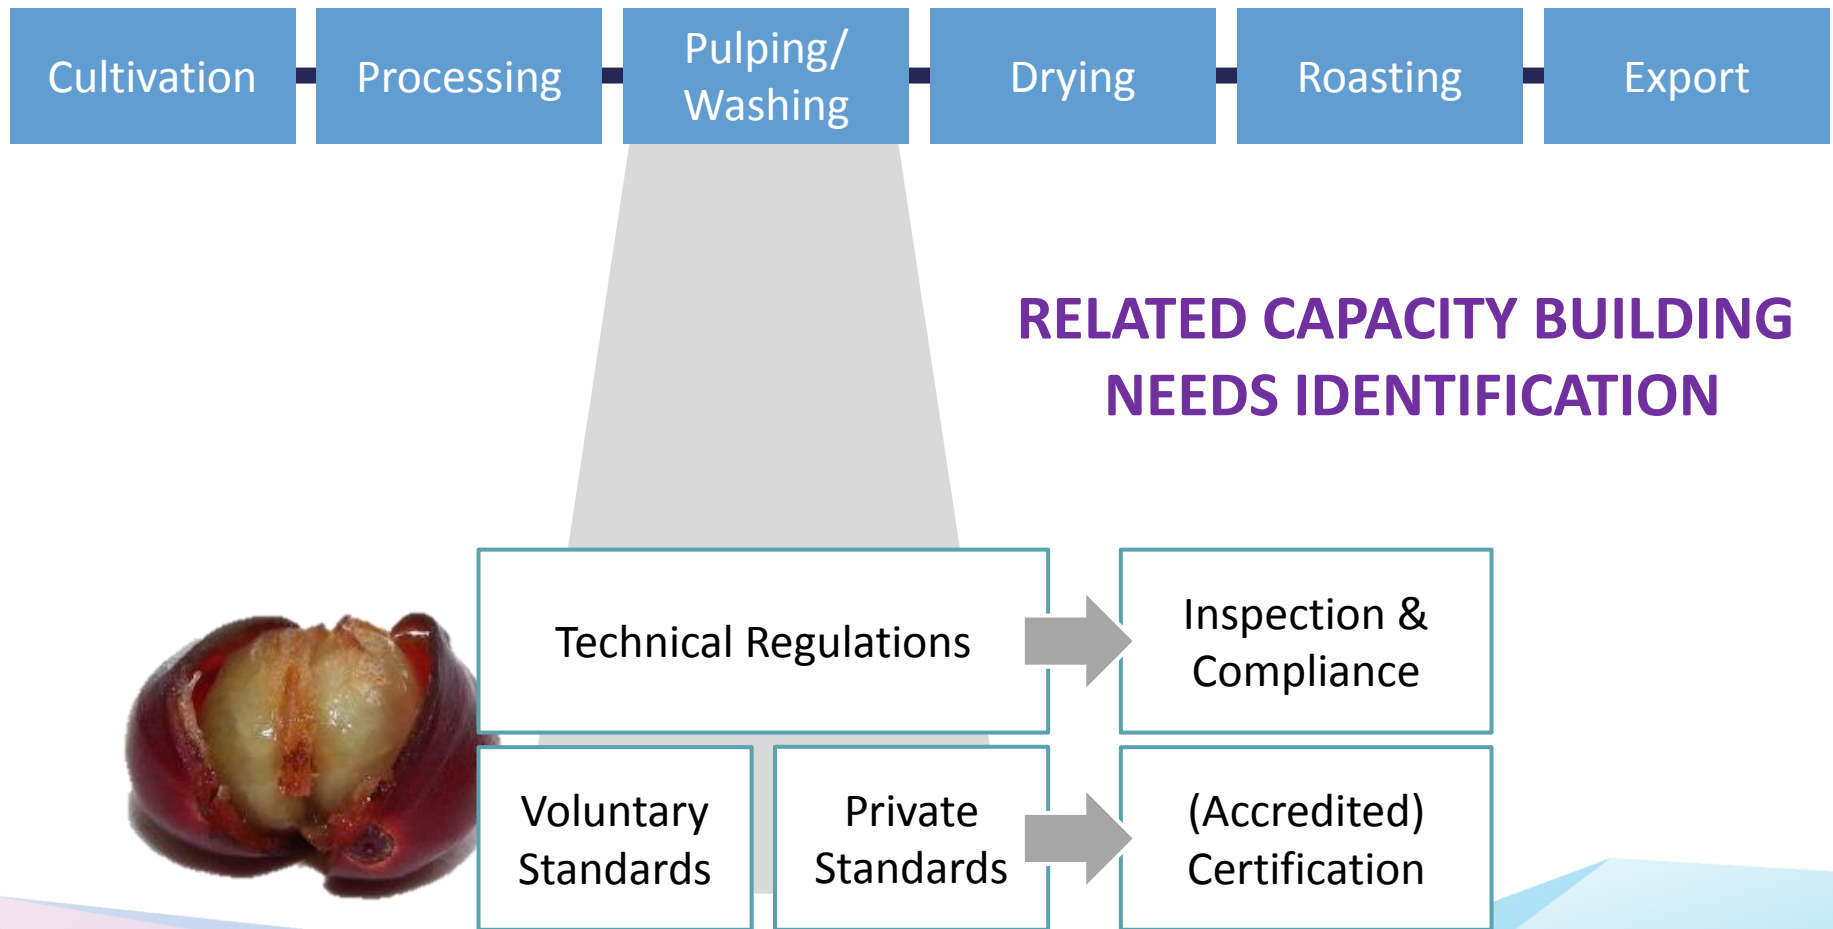 Cultivation
Processing
Pulping/
Washing
Drying
Roasting
Export
RELATED CAPACITY BUILDING
NEEDS IDENTIFICATION
Technical Regulations
Inspection &
Compliance
Voluntary
Standards
Private
Standards
(Accredited)
Certification